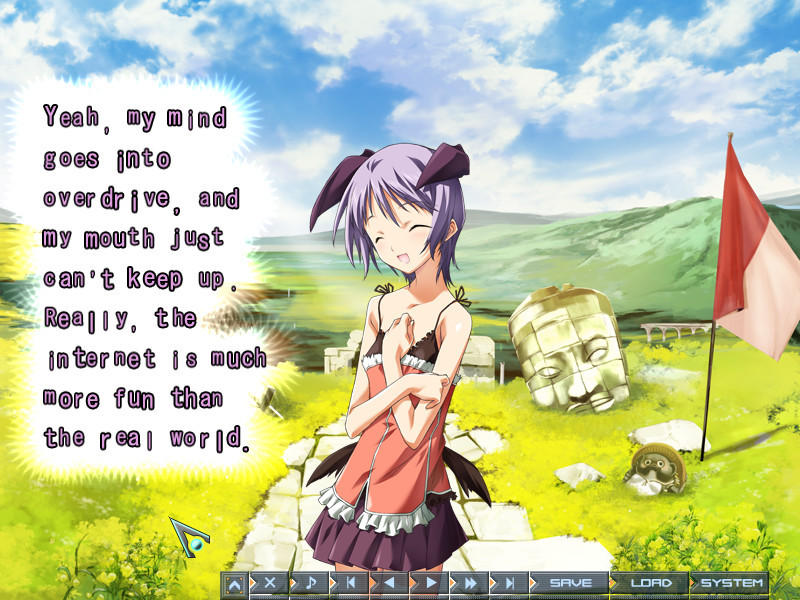 Yeah, my mind
goes into
overdrive, and
my mouth just
can't keep up.
Really, the
internet is much
more fun than
the real world.
SAVE LOAD SYSTEM